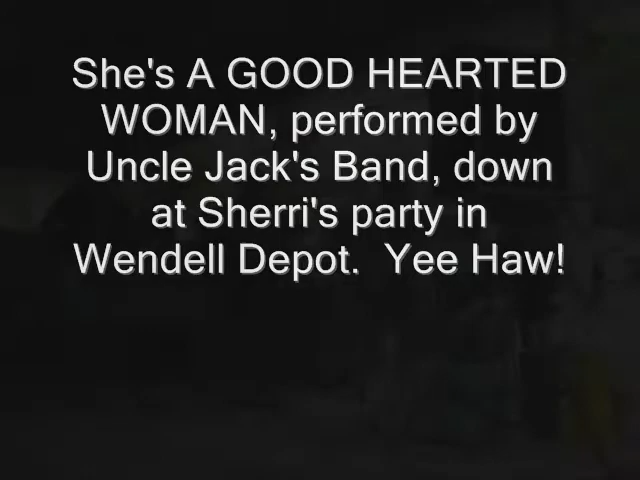 She's A GOOD HEARTED
WOMAN, performed by
Uncle Jack's Band, down
at Sherri's party in
Wendell Depot.  Yee Haw!